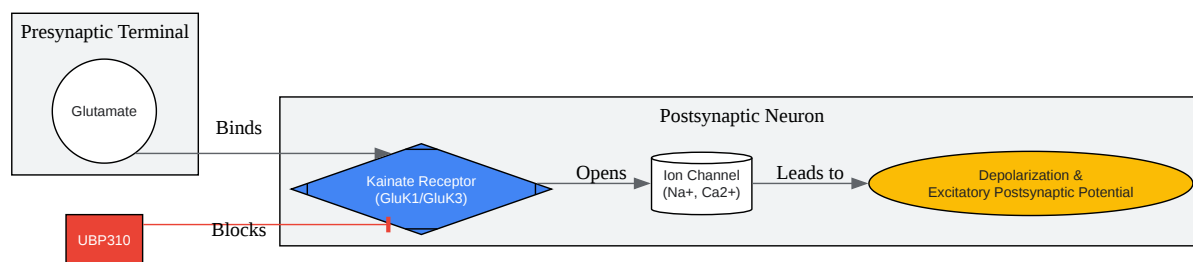 Presynaptic Terminal
Glutamate
Binds
Postsynaptic Neuron
Kainate Receptor
(GluK1/GluK3)
Opens
Ion Channel
(Na+, Ca2+)
Leads to
Depolarization &
Excitatory Postsynaptic Potential
UBP310
Blocks